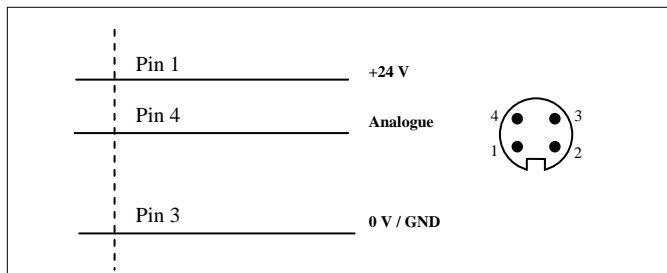 Pin 1
+24 V
Pin 4
Analogue
4 3
1 2
Pin 3
0 V / GND